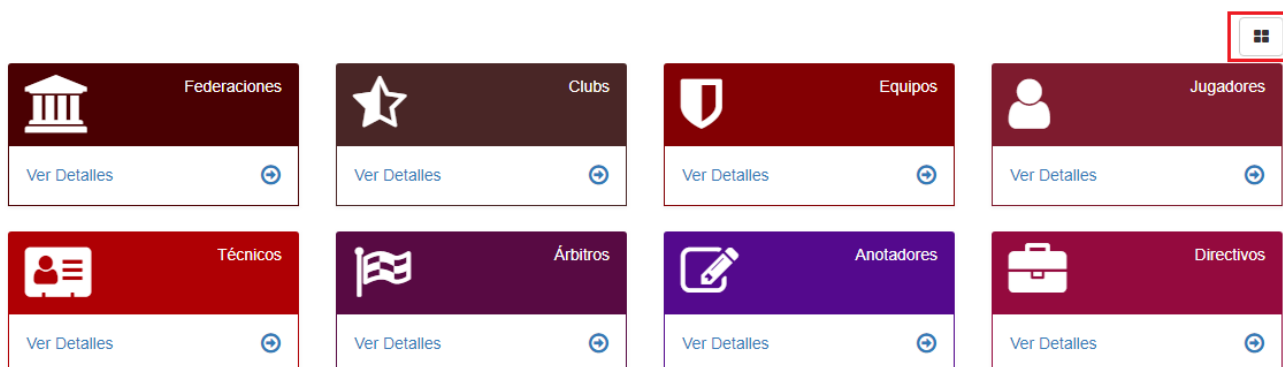 Federaciones
Clubs
Equipos
Jugadores
Ver Detalles
Ver Detalles
Ver Detalles
Ver Detalles
Técnicos
Árbitros
Anotadores
Directivos
Ver Detalles
Ver Detalles
Ver Detalles
Ver Detalles